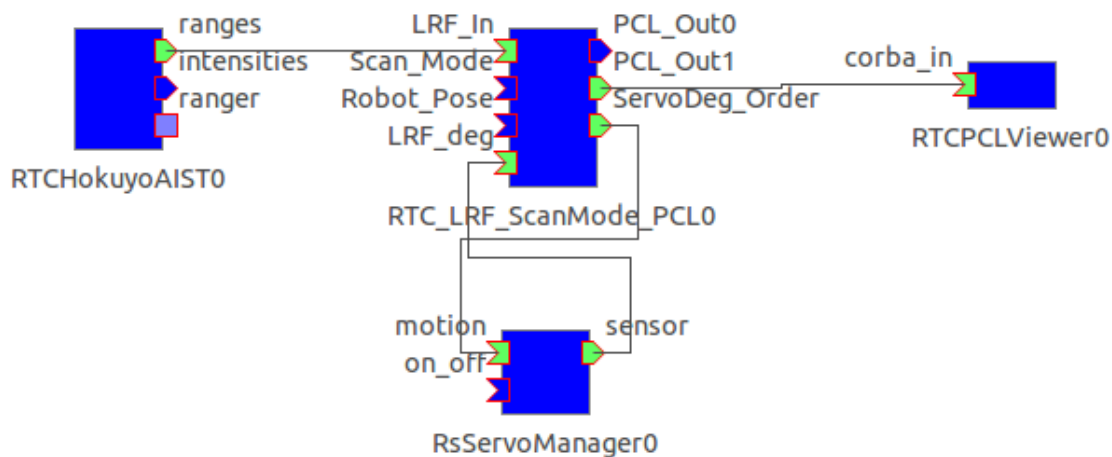 ranges
intensities
ranger
RTCHokuyoAIST0
LRF_In
Scan_Mode
Robot_Pose
LRF_deg
PCL_Out0
PCL_Out1
ServoDeg_Order
RTC_LRF_ScanMode_PCL0
corba_in
RTCPCLViewer0
motion
on_off
sensor
RsServoManager0